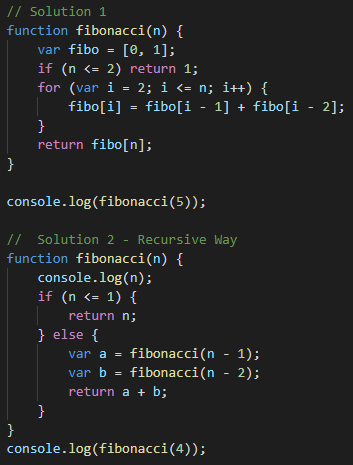 // Solution 1
function fibonacci(n) {
    var fibo = [0, 1];
    if (n <= 2) return 1;
    for (var i = 2; i <= n; i++) {
        fibo[i] = fibo[i - 1] + fibo[i - 2];
    }
    return fibo[n];
}

console.log(fibonacci(5));

//  Solution 2 - Recursive Way
function fibonacci(n) {
    console.log(n);
    if (n <= 1) {
        return n;
    } else {
        var a = fibonacci(n - 1);
        var b = fibonacci(n - 2);
        return a + b;
    }
}
console.log(fibonacci(4));